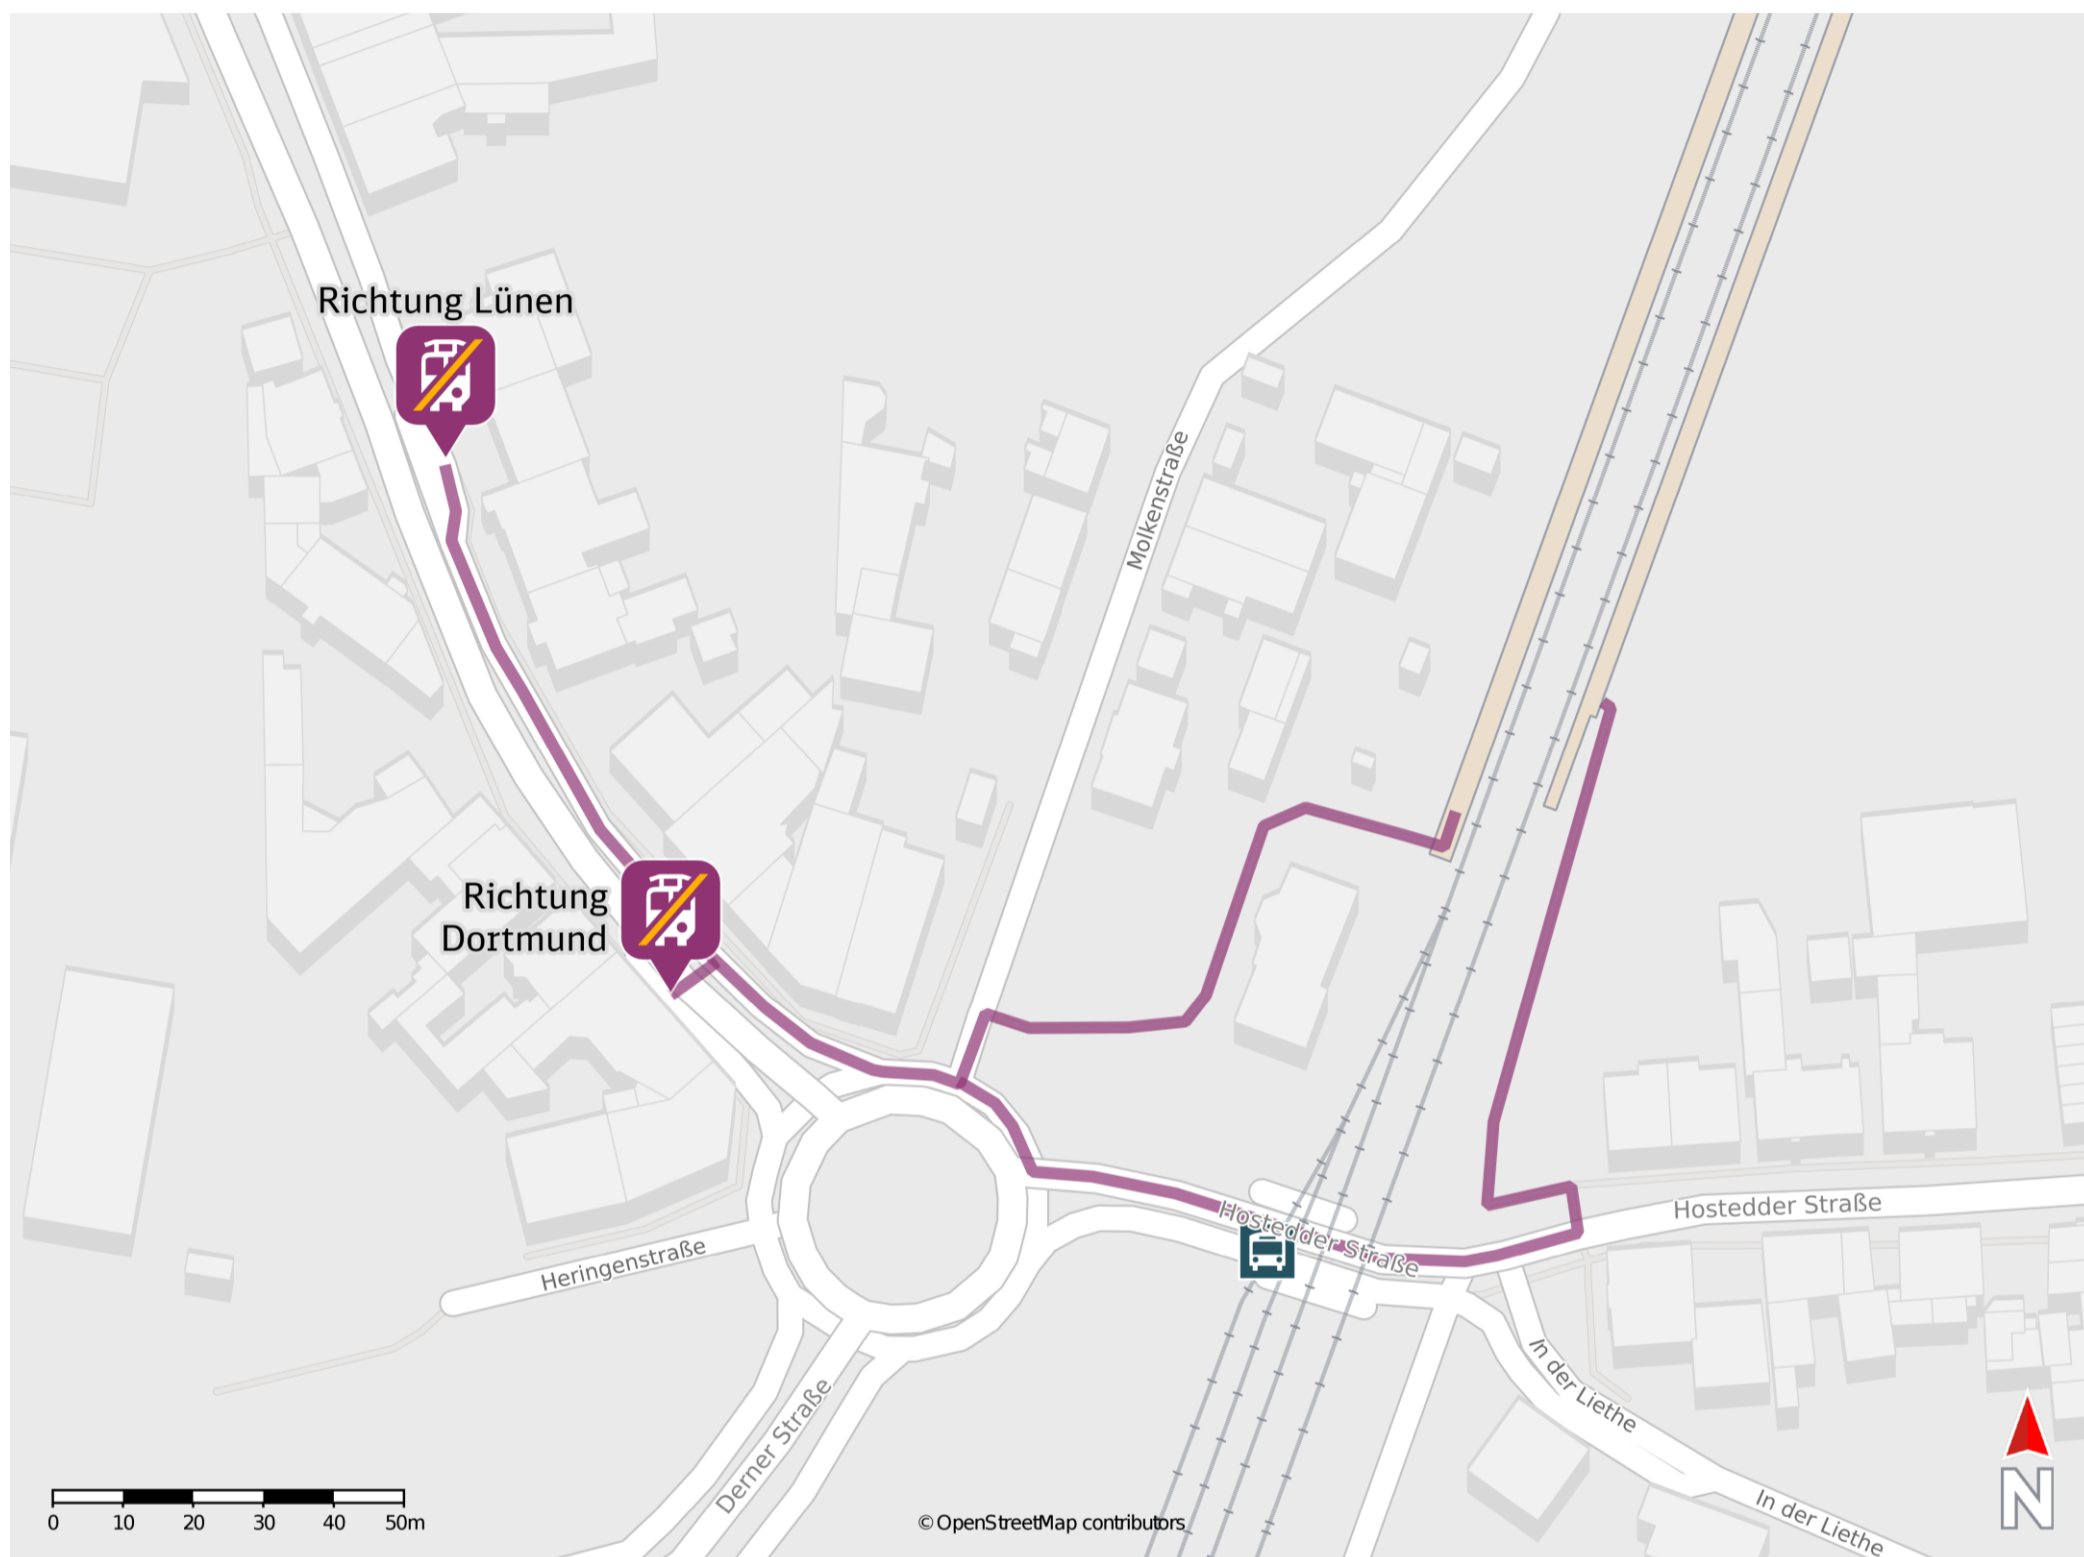 Richtung Lünen
Molkenstraße
Richtung
Dortmund
Hostedder Straße
Hostedder Straße
Heringenstraße
In der Liethe
Derner Straße
In der Liethe
N
0 10 20 30 40 50m
© OpenStreetMap contributors